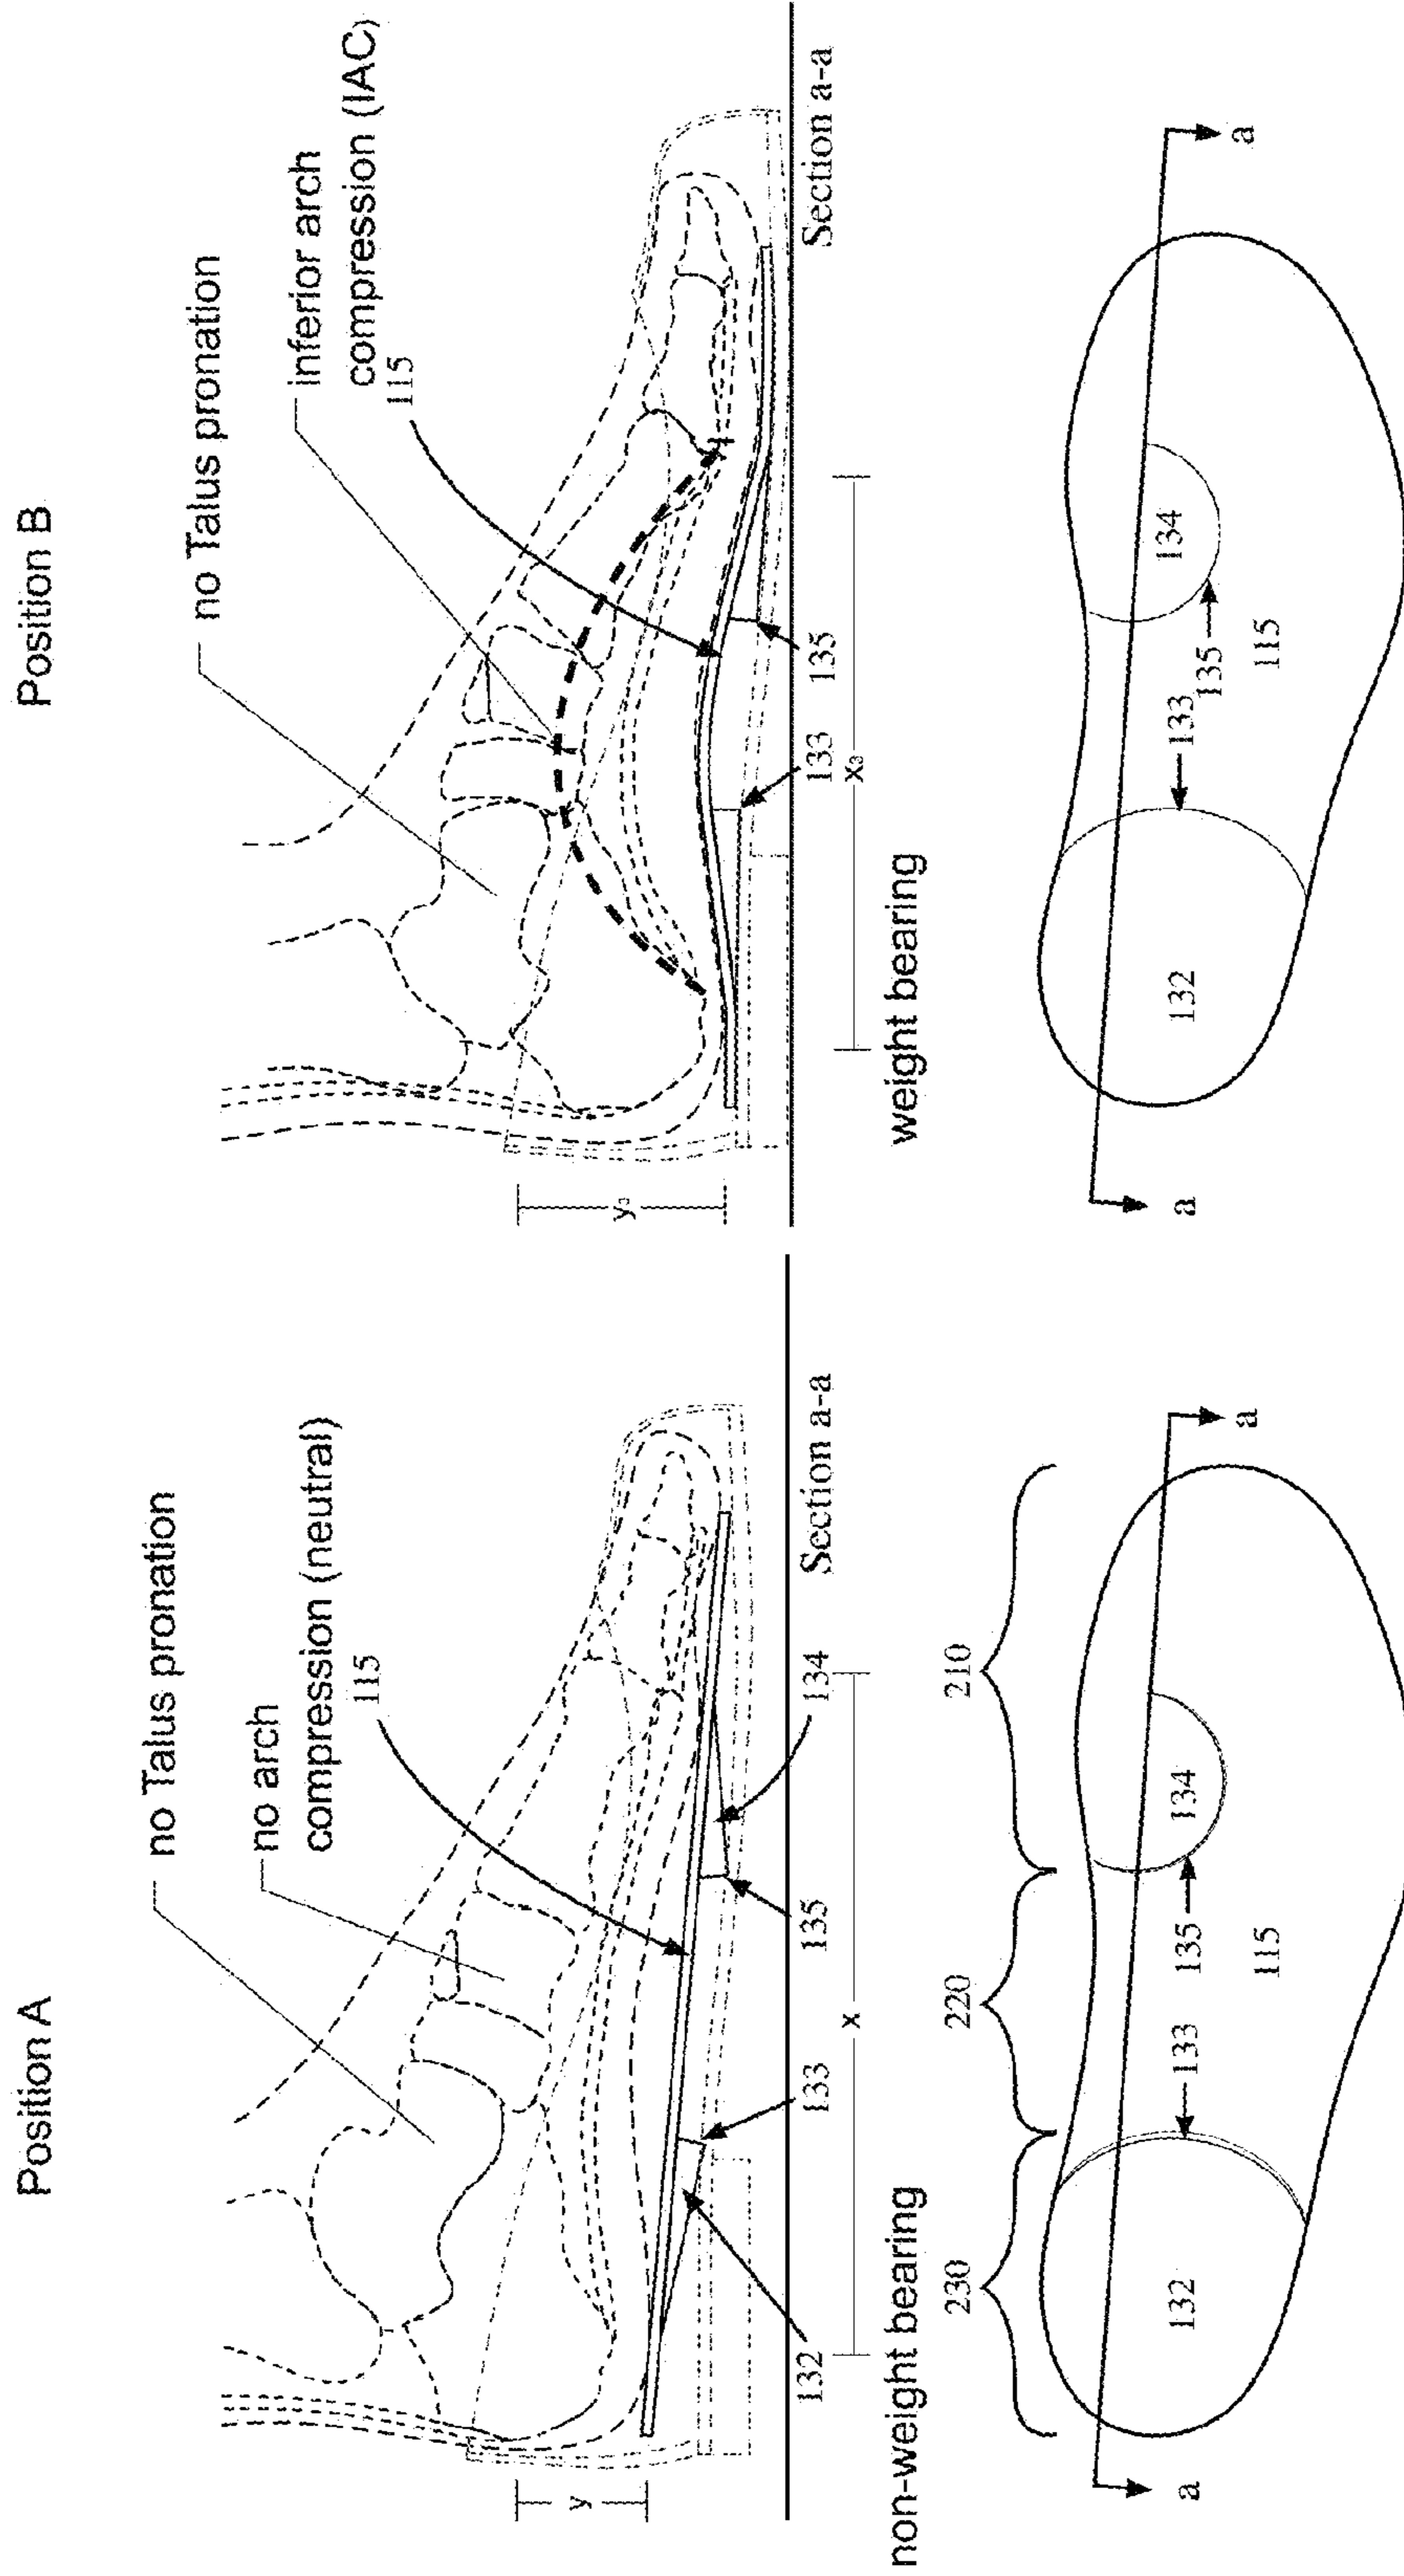 Position A
no Talus pronation
no arch
compression (neutral)
115
Section a-a
132
133
135
134
x
y
non-weight bearing
230
220
210
132
133
135
134
115
a
a
Position B
no Talus pronation
inferior arch
compression (IAC)
115
Section a-a
133
135
y
x
weight bearing
132
133
135
134
115
a
a